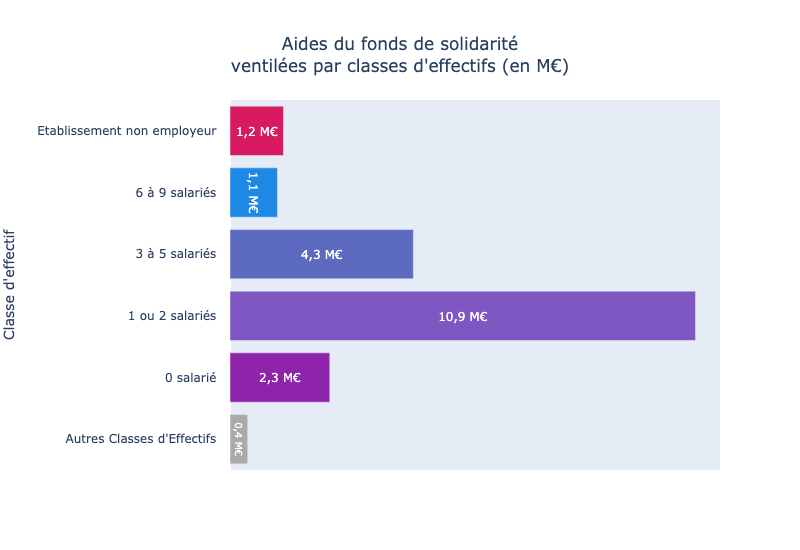 Aides du fonds de solidarité
ventilées par classes d'effectifs (en M€)
Classe d'effectif
Etablissement non employeur
1,2 M€
6 à 9 salariés
1,1 M€
3 à 5 salariés
4,3 M€
1 ou 2 salariés
10,9 M€
0 salarié
2,3 M€
Autres Classes d'Effectifs
0,4 M€